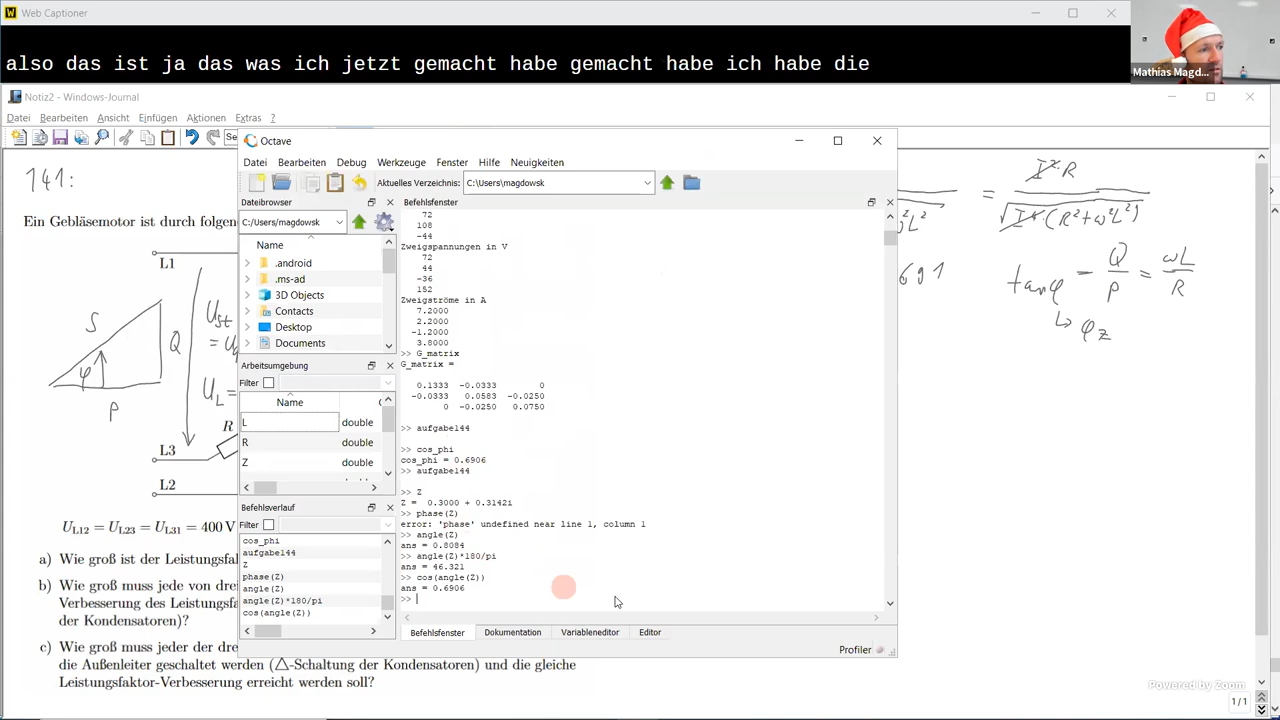 Web Captioner
also das ist ja das was ich jetzt gemacht habe gemacht habe ich habe die
Mathias Magd...
Notiz2 - Windows-Journal
Datei Bearbeiten Ansicht Einfügen Aktionen Extras ?
141:
Ein Gebläsemotor ist durch folgen
L1
S
Q
φ
P
U_St
= U
U_L =
R
L3
L2
U_L12 = U_L23 = U_L31 = 400 V
a) Wie groß ist der Leistungsfa
b) Wie groß muss jede von dre
Verbesserung des Leistungsfa
der Kondensatoren)?
c) Wie groß muss jeder der dre
die Außenleiter geschaltet werden (△-Schaltung der Kondensatoren) und die gleiche
Leistungsfaktor-Verbesserung erreicht werden soll?
Octave
Datei Bearbeiten Debug Werkzeuge Fenster Hilfe Neuigkeiten
Aktuelles Verzeichnis: C:\Users\magdowsk
Dateibrowser
C:/Users/magdowsk
Name
.android
.ms-ad
3D Objects
Contacts
Desktop
Documents
Arbeitsumgebung
Filter
Name
L double
R double
Z double
Befehlsverlauf
Filter
cos_phi
aufgabe144
Z
phase(Z)
angle(Z)
angle(Z)*180/pi
cos(angle(Z))
Befehlsfenster
72
108
-44
Zweigspannungen in V
72
44
-36
152
Zweigströme in A
7.2000
2.2000
-1.2000
3.8000
>> G_matrix
G_matrix =
0.1333 -0.0333 0
-0.0333 0.0583 -0.0250
0 -0.0250 0.0750
>> aufgabe144
>> cos_phi
cos_phi = 0.6906
>> aufgabe144
>> Z
Z = 0.3000 + 0.3142i
>> phase(Z)
error: 'phase' undefined near line 1, column 1
>> angle(Z)
ans = 0.8084
>> angle(Z)*180/pi
ans = 46.321
>> cos(angle(Z))
ans = 0.6906
>>
Befehlsfenster Dokumentation Variableneditor Editor
Profiler
= I² R
√I⁴·(R²+ω²L²)
ω²L²
691
tanφ = Q/P = ωL/R
↳ φz
Powered by Zoom
1/1